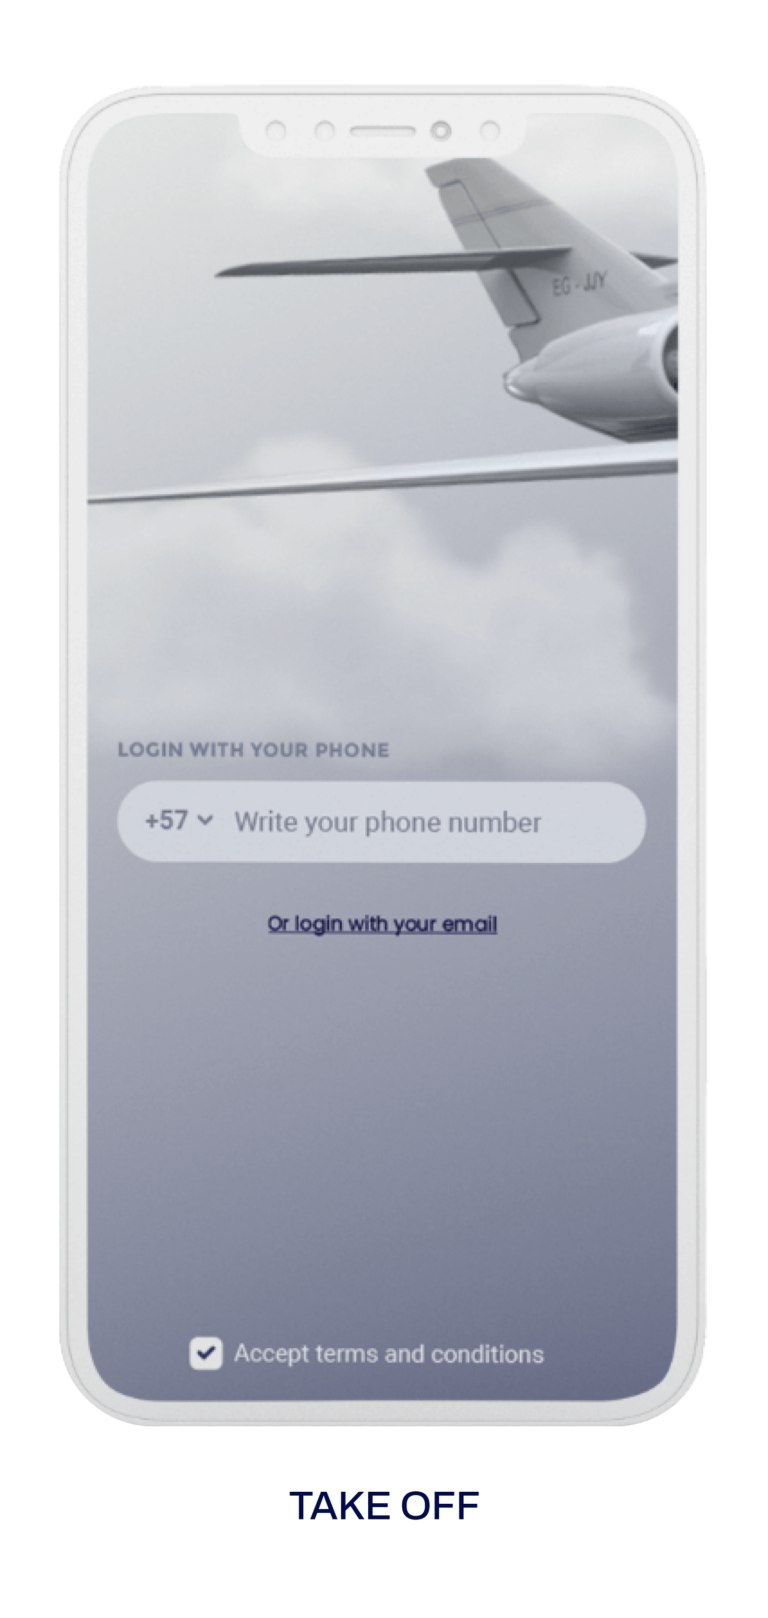 EG-JJY
LOGIN WITH YOUR PHONE
+57 Write your phone number
Or login with your email
Accept terms and conditions
TAKE OFF